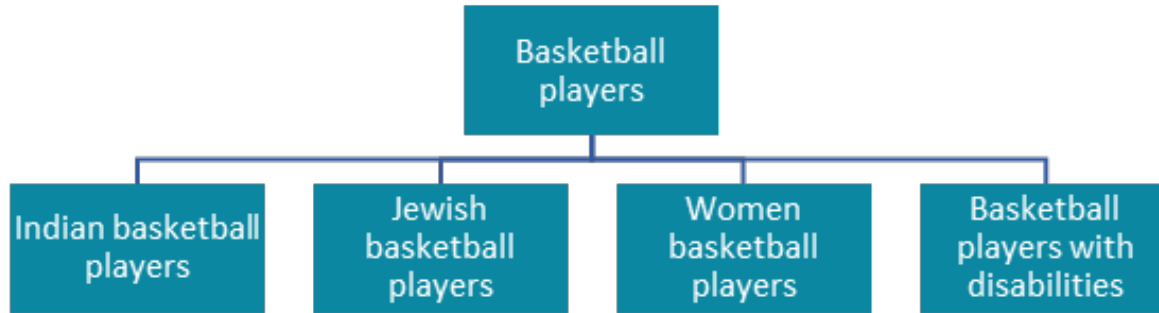 Basketball
players
Indian basketball
players
Jewish
basketball
players
Women
basketball
players
Basketball
players with
disabilities